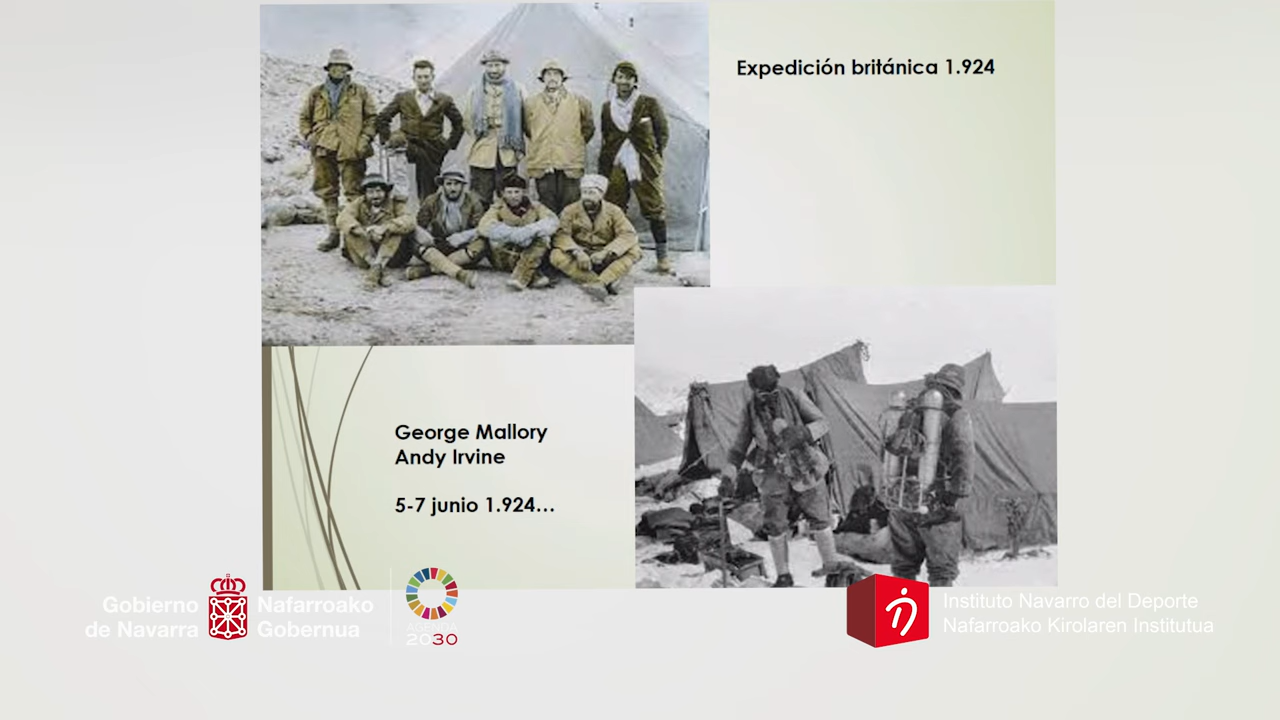 Expedición británica 1.924
George Mallory
Andy Irvine
5-7 junio 1.924...
Gobierno
de Navarra
Nafarroako
Gobernua
AGENDA
2030
Instituto Navarro del Deporte
Nafarroako Kirolaren Institutua